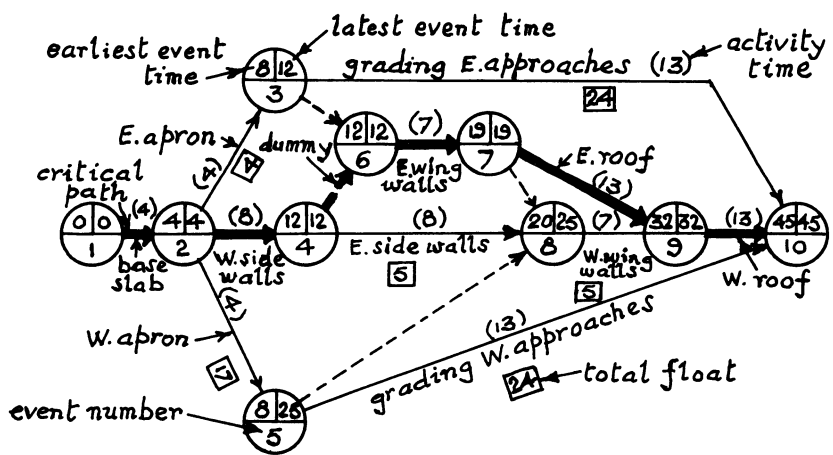 latest event time
earliest event
time
8 12
3
grading E.approaches (13)
activity
time
24
E.apron
(4)
4
dummy
12 12
6
(7)
E.wing
walls
19 19
7
E.roof
(13)
critical
path
0 0
1
(4)
base
slab
4 4
2
(8)
W.side
walls
12 12
4
(8)
E.side walls
5
20 25
8
(7)
W.wing
walls
5
32 32
9
(13)
W.roof
45 45
10
(4)
W.apron
17
(13)
grading W.approaches
24
total float
event number
8 25
5